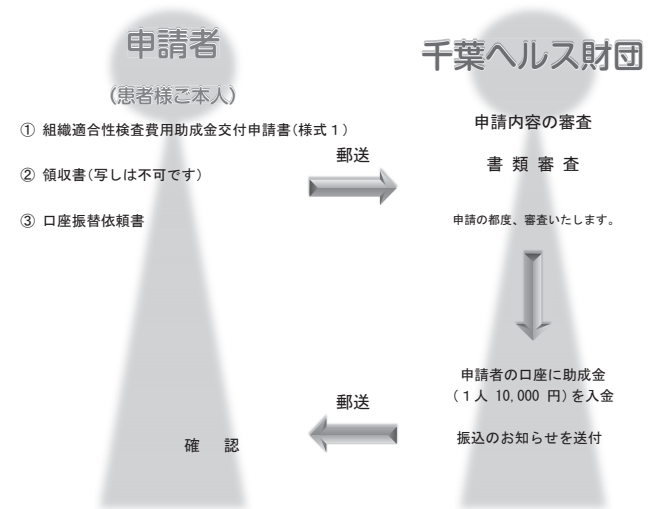 申請者
(患者様ご本人)
① 組織適合性検査費用助成金交付申請書(様式1)
② 領収書(写しは不可です)
③ 口座振替依頼書
郵送
千葉ヘルス財団
申請内容の審査
書類審査
申請の都度、審査いたします。
申請者の口座に助成金
(1人 10,000 円)を入金
振込のお知らせを送付
郵送
確 認